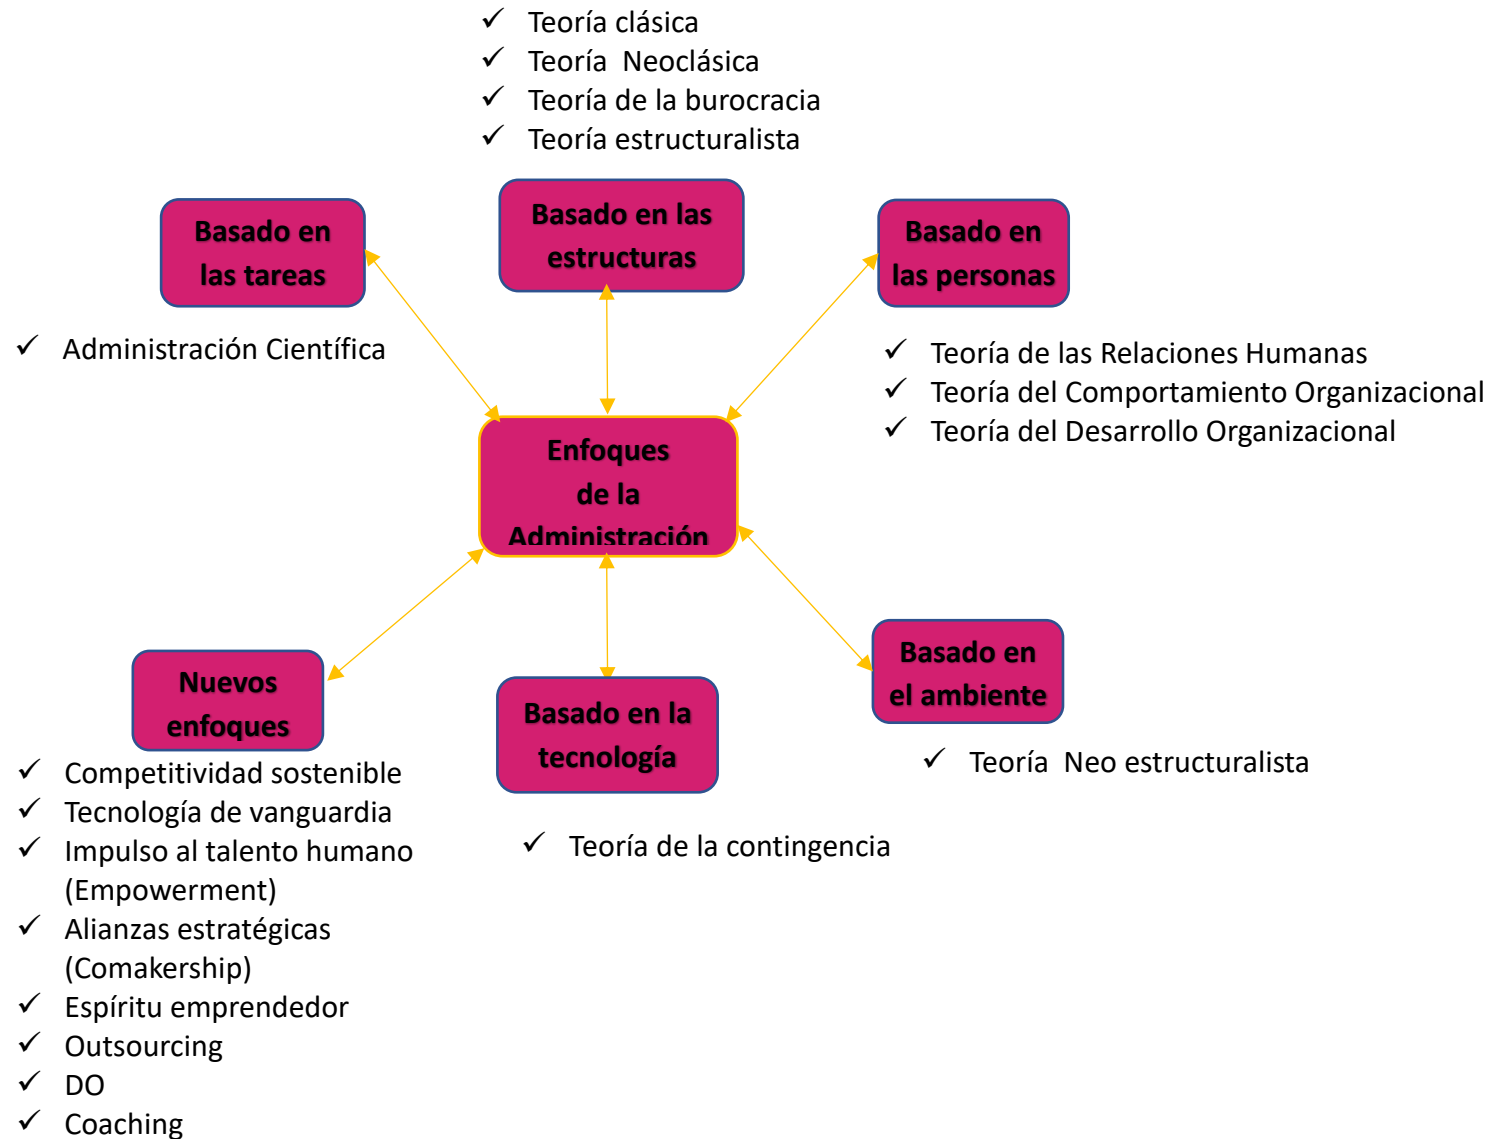 Teoría clásica
Teoría  Neoclásica
Teoría de la burocracia
Teoría estructuralista
Basado en
las tareas
Administración Científica
Basado en las
estructuras
Basado en
las personas
Teoría de las Relaciones Humanas
Teoría del Comportamiento Organizacional
Teoría del Desarrollo Organizacional
Enfoques
de la
Administración
Nuevos
enfoques
Competitividad sostenible
Tecnología de vanguardia
Impulso al talento humano
(Empowerment)
Alianzas estratégicas
(Comakership)
Espíritu emprendedor
Outsourcing
DO
Coaching
Basado en la
tecnología
Teoría de la contingencia
Basado en
el ambiente
Teoría  Neo estructuralista